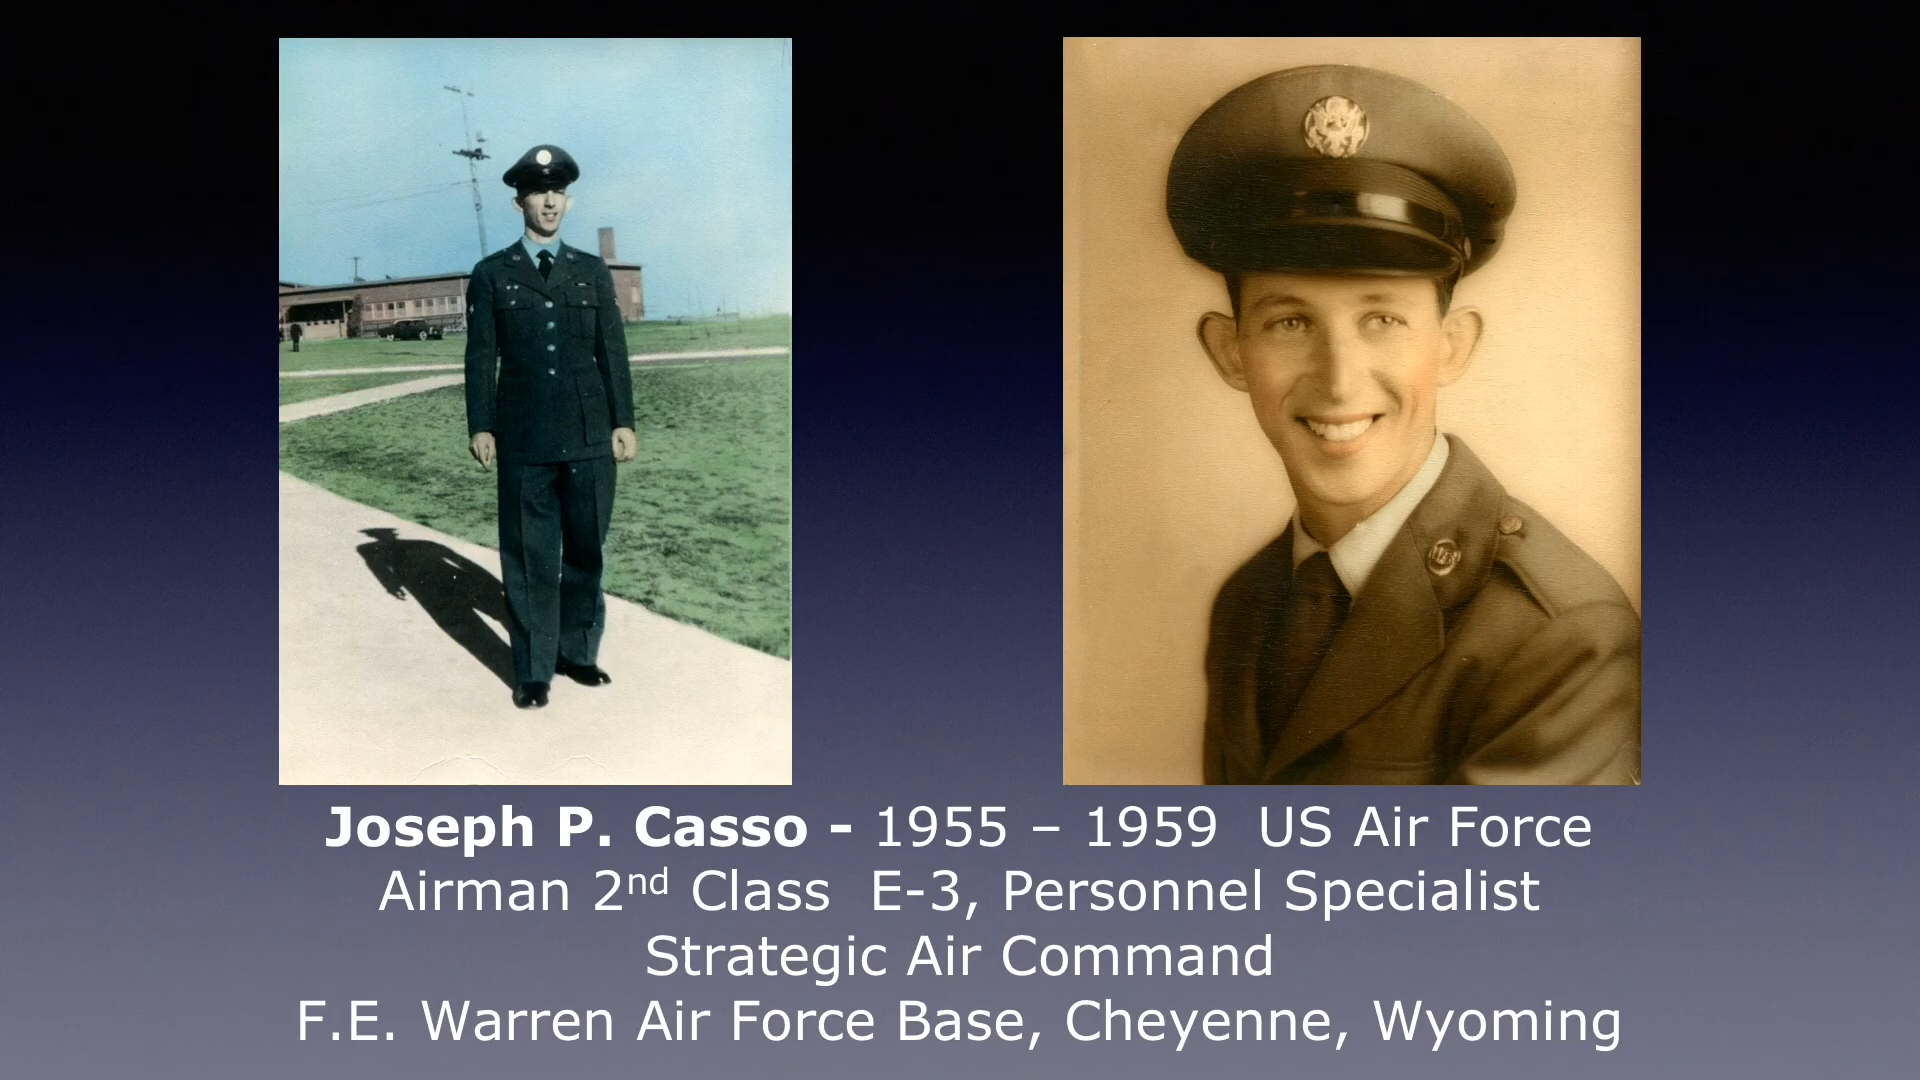 Joseph P. Casso - 1955 – 1959  US Air Force
Airman 2nd Class  E-3, Personnel Specialist
Strategic Air Command
F.E. Warren Air Force Base, Cheyenne, Wyoming